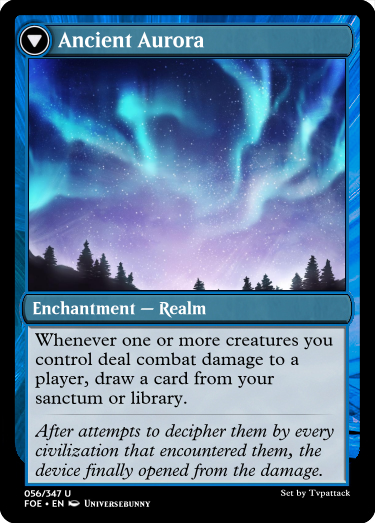 Ancient Aurora
Enchantment — Realm
Whenever one or more creatures you
control deal combat damage to a
player, draw a card from your
sanctum or library.
After attempts to decipher them by every
civilization that encountered them, the
device finally opened from the damage.
056/347 U
FOE • EN Universebunny
Set by Tvpattack